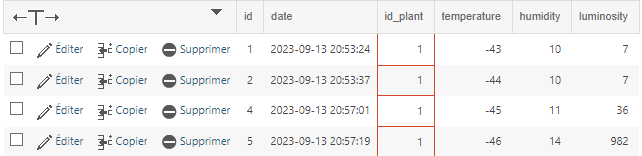 id date id_plant temperature humidity luminosity
Éditer Copier Supprimer 1 2023-09-13 20:53:24 1 -43 10 7
Éditer Copier Supprimer 2 2023-09-13 20:53:37 1 -44 10 7
Éditer Copier Supprimer 4 2023-09-13 20:57:01 1 -45 11 36
Éditer Copier Supprimer 5 2023-09-13 20:57:19 1 -46 14 982